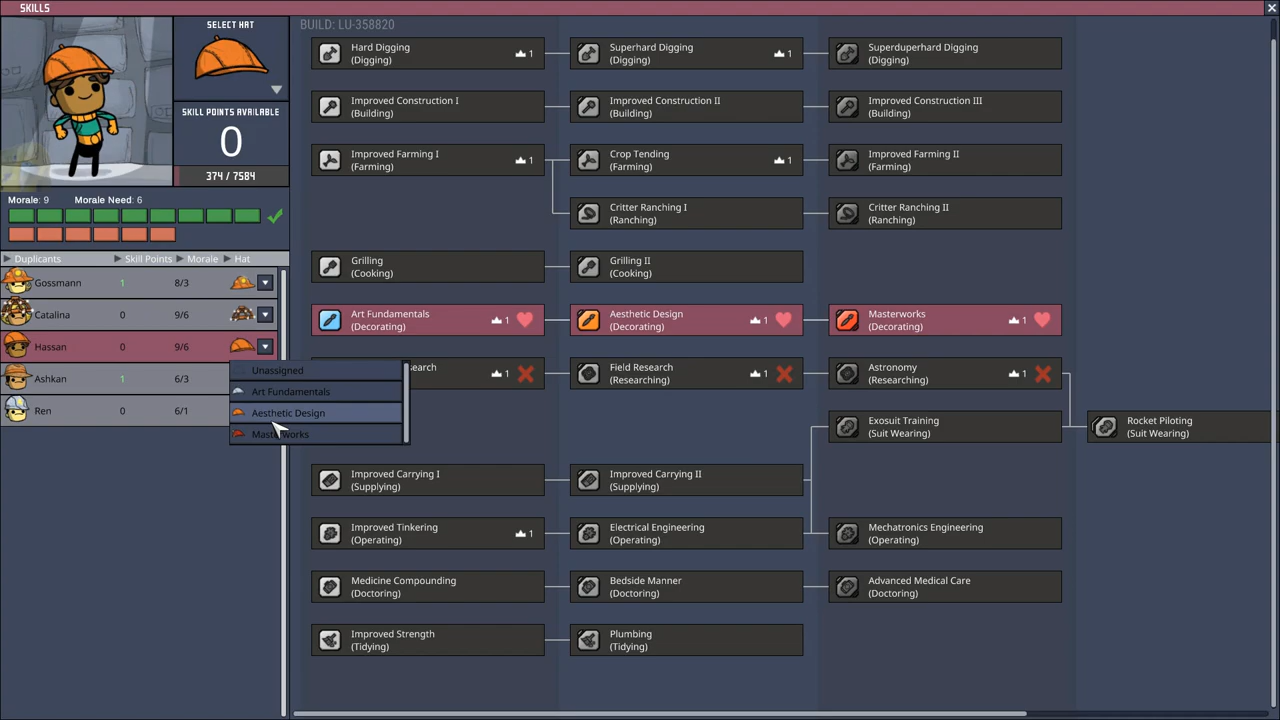 SKILLS
BUILD: LU-358820
SELECT HAT
SKILL POINTS AVAILABLE
0
374 / 7584
Morale: 9 Morale Need: 6
Duplicants Skill Points Morale Hat
Gossmann 1 8/3
Catalina 0 9/6
Hassan 0 9/6
Ashkan 1 6/3
Ren 0 6/1
Unassigned
Art Fundamentals
Aesthetic Design
Masterworks
Hard Digging
(Digging)
1
Superhard Digging
(Digging)
1
Superduperhard Digging
(Digging)
Improved Construction I
(Building)
Improved Construction II
(Building)
Improved Construction III
(Building)
Improved Farming I
(Farming)
1
Crop Tending
(Farming)
1
Improved Farming II
(Farming)
Critter Ranching I
(Ranching)
Critter Ranching II
(Ranching)
Grilling
(Cooking)
Grilling II
(Cooking)
Art Fundamentals
(Decorating)
1
Aesthetic Design
(Decorating)
1
Masterworks
(Decorating)
1
search
1
Field Research
(Researching)
1
Astronomy
(Researching)
1
Exosuit Training
(Suit Wearing)
Rocket Piloting
(Suit Wearing)
Improved Carrying I
(Supplying)
Improved Carrying II
(Supplying)
Improved Tinkering
(Operating)
1
Electrical Engineering
(Operating)
Mechatronics Engineering
(Operating)
Medicine Compounding
(Doctoring)
Bedside Manner
(Doctoring)
Advanced Medical Care
(Doctoring)
Improved Strength
(Tidying)
Plumbing
(Tidying)